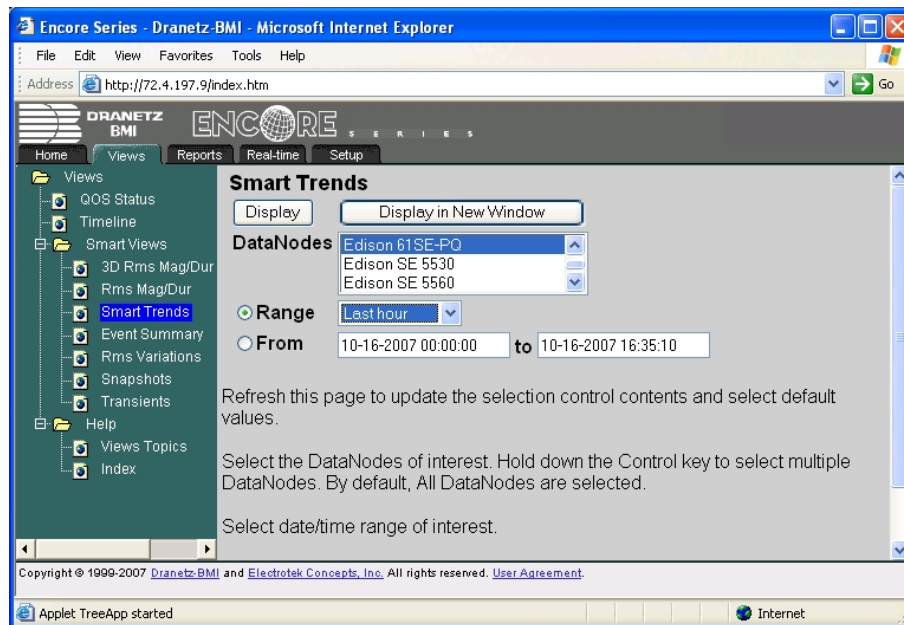 Encore Series - Dranetz-BMI - Microsoft Internet Explorer
File Edit View Favorites Tools Help
Address http://72.4.197.9/index.htm Go
DRANETZ
BMI
ENCORE SERIES
Home Views Reports Real-time Setup
Views
QOS Status
Timeline
Smart Views
3D Rms Mag/Dur
Rms Mag/Dur
Smart Trends
Event Summary
Rms Variations
Snapshots
Transients
Help
Views Topics
Index
Smart Trends
Display Display in New Window
DataNodes
Edison 61SE-PQ
Edison SE 5530
Edison SE 5560
Range Last hour
From 10-16-2007 00:00:00 to 10-16-2007 16:35:10
Refresh this page to update the selection control contents and select default
values.
Select the DataNodes of interest. Hold down the Control key to select multiple
DataNodes. By default, All DataNodes are selected.
Select date/time range of interest.
Copyright © 1999-2007 Dranetz-BMI and Electrotek Concepts, Inc. All rights reserved. User Agreement.
Applet TreeApp started Internet